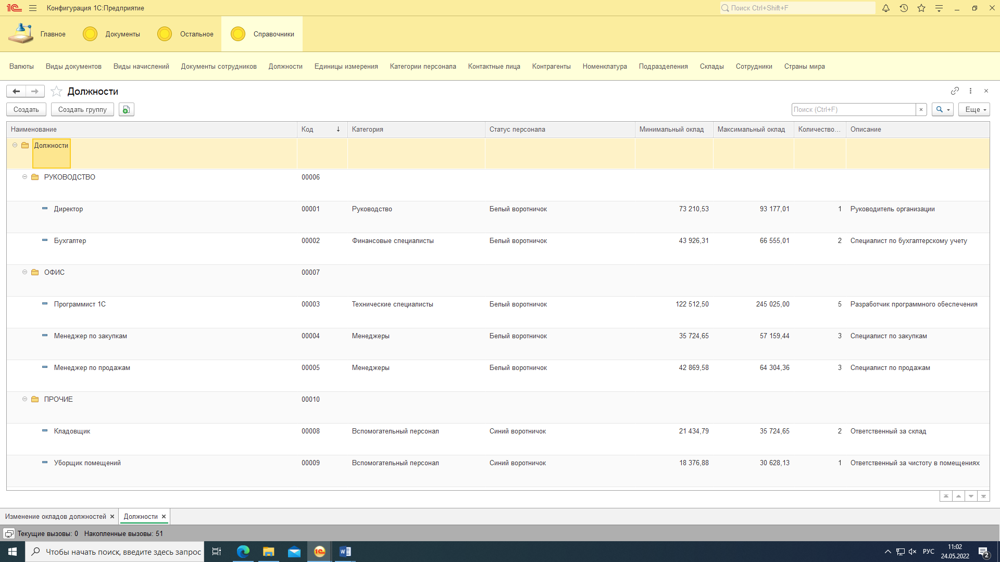 1С Конфигурация 1С:Предприятие Поиск Ctrl+Shift+F
Главное Документы Остальное Справочники
Валюты Виды документов Виды начислений Документы сотрудников Должности Единицы измерения Категории персонала Контактные лица Контрагенты Номенклатура Подразделения Склады Сотрудники Страны мира
Должности
Создать Создать группу Поиск (Ctrl+F) × Еще
Наименование Код ↓ Категория Статус персонала Минимальный оклад Максимальный оклад Количество... Описание
Должности
РУКОВОДСТВО 00006
Директор 00001 Руководство Белый воротничок 73 210,53 93 177,01 1 Руководитель организации
Бухгалтер 00002 Финансовые специалисты Белый воротничок 43 926,31 66 555,01 2 Специалист по бухгалтерскому учету
ОФИС 00007
Программист 1С 00003 Технические специалисты Белый воротничок 122 512,50 245 025,00 5 Разработчик программного обеспечения
Менеджер по закупкам 00004 Менеджеры Белый воротничок 35 724,65 57 159,44 3 Специалист по закупкам
Менеджер по продажам 00005 Менеджеры Белый воротничок 42 869,58 64 304,36 3 Специалист по продажам
ПРОЧИЕ 00010
Кладовщик 00008 Вспомогательный персонал Синий воротничок 21 434,79 35 724,65 2 Ответственный за склад
Уборщик помещений 00009 Вспомогательный персонал Синий воротничок 18 376,88 30 628,13 1 Ответственный за чистоту в помещениях
Изменение окладов должностей × Должности ×
Текущие вызовы: 0 Накопленные вызовы: 51
Чтобы начать поиск, введите здесь запрос РУС 11:02
24.05.2022 2